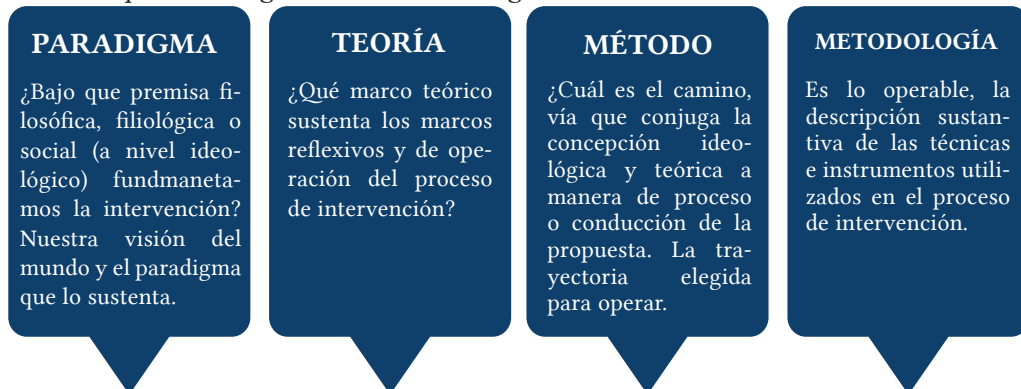 PARADIGMA
¿Bajo que premisa fi-
losófica, filiológica o
social (a nivel ideo-
lógico) fundmaneta-
mos la intervención?
Nuestra visión del
mundo y el paradigma
que lo sustenta.
TEORÍA
¿Qué marco teórico
sustenta los marcos
reflexivos y de ope-
ración del proceso
de intervención?
MÉTODO
¿Cuál es el camino,
vía que conjuga la
concepción ideo-
lógica y teórica a
manera de proceso
o conducción de la
propuesta. La tra-
yectoria elegida
para operar.
METODOLOGÍA
Es lo operable, la
descripción sustan-
tiva de las técnicas
e instrumentos utili-
zados en el proceso
de intervención.